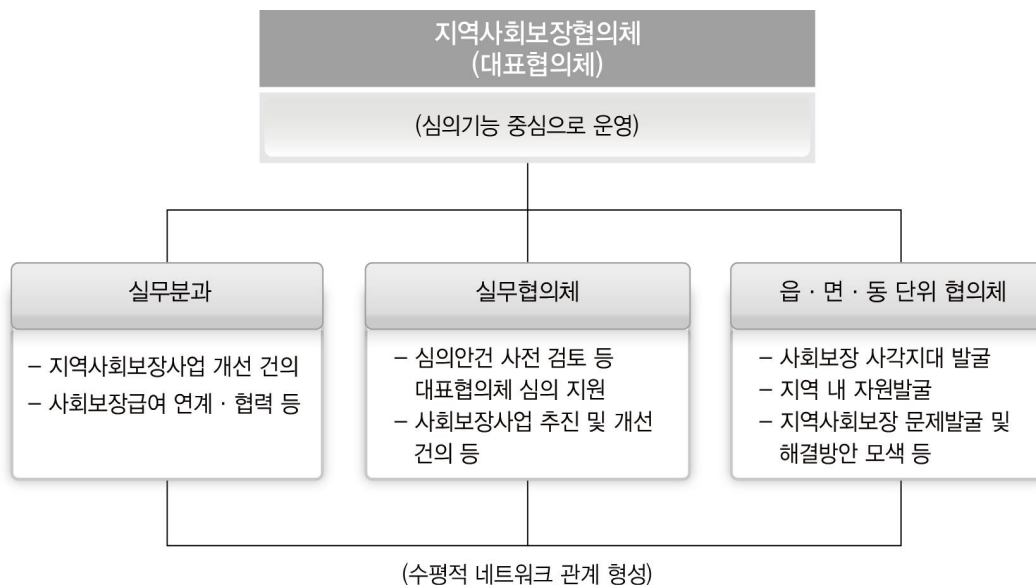 지역사회보장협의체
(대표협의체)
(심의기능 중심으로 운영)
실무분과
– 지역사회보장사업 개선 건의
– 사회보장급여 연계 · 협력 등
실무협의체
– 심의안건 사전 검토 등
대표협의체 심의 지원
– 사회보장사업 추진 및 개선
건의 등
읍 · 면 · 동 단위 협의체
– 사회보장 사각지대 발굴
– 지역 내 자원발굴
– 지역사회보장 문제발굴 및
해결방안 모색 등
(수평적 네트워크 관계 형성)